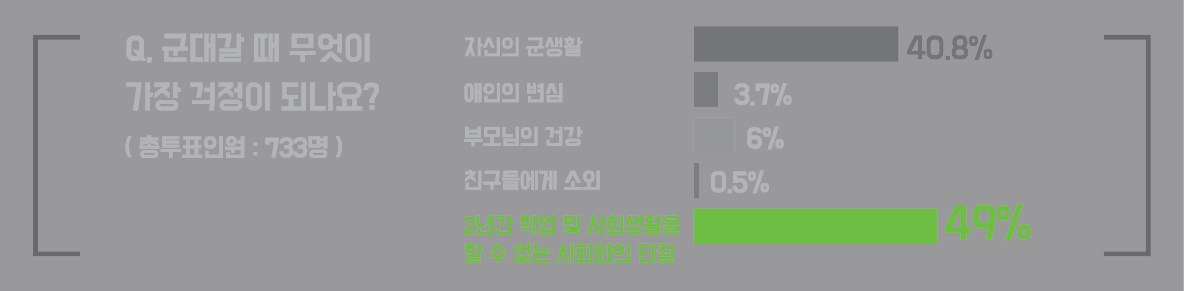 Q. 군대갈 때 무엇이
가장 걱정이 되나요?
( 총투표인원 : 733명 )
자신의 군생활
40.8%
애인의 변심
3.7%
부모님의 건강
6%
친구들에게 소외
0.5%
2년간 학업 및 사회생활을
할 수 없는 사회와의 단절
49%